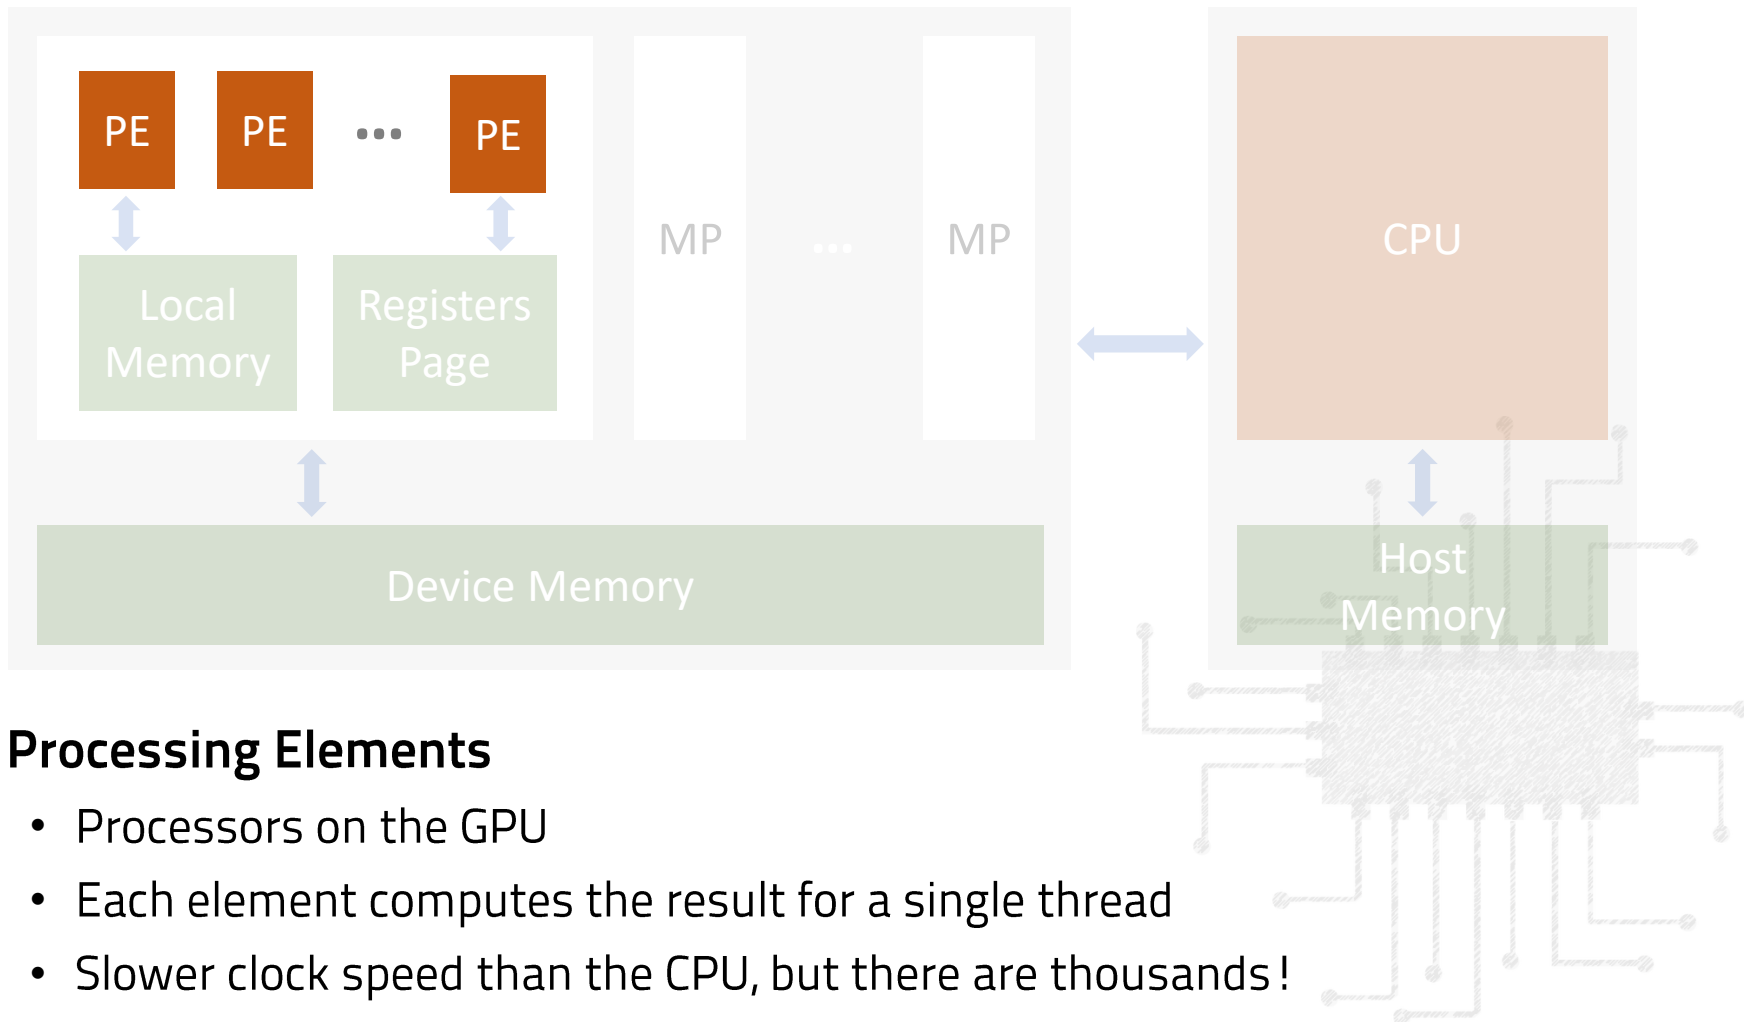 PE PE ... PE
MP ... MP
CPU
Local
Memory
Registers
Page
Device Memory
Host
Memory
Processing Elements
• Processors on the GPU
• Each element computes the result for a single thread
• Slower clock speed than the CPU, but there are thousands!